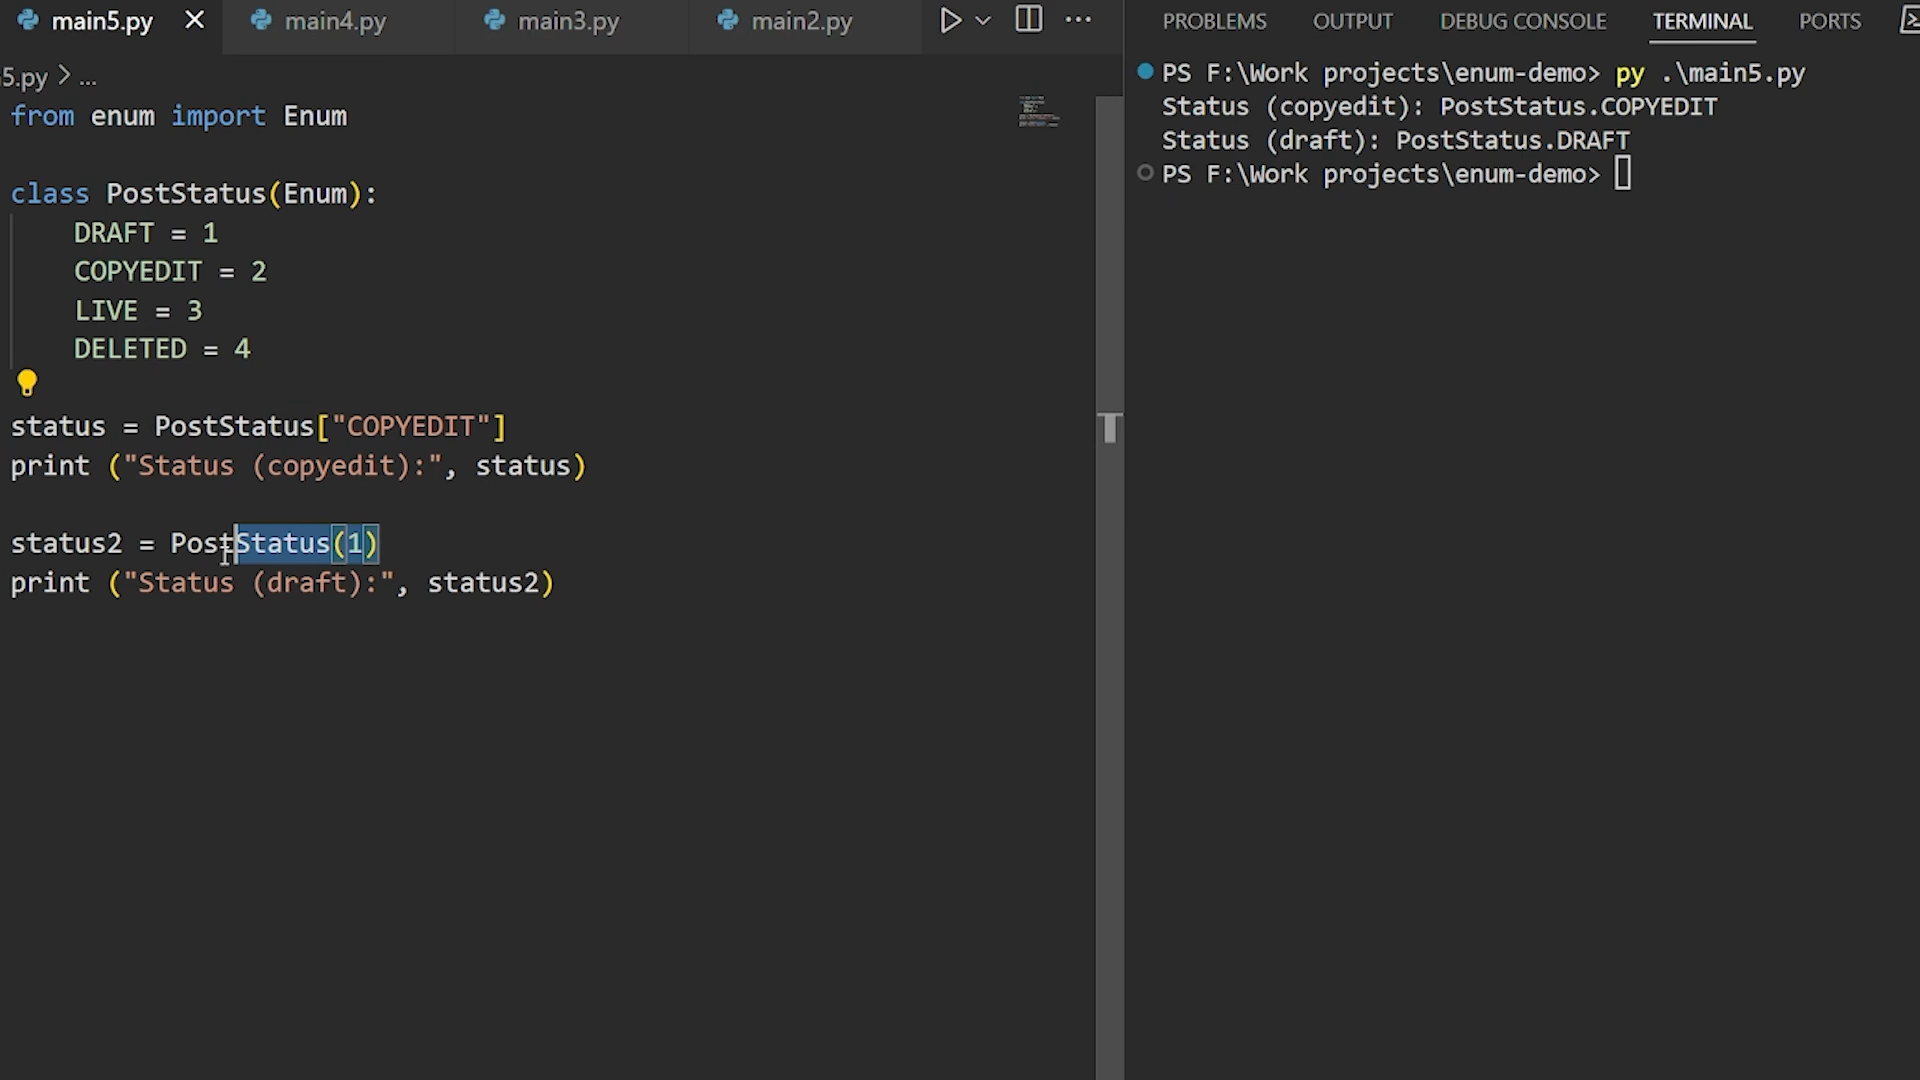 main5.py main4.py main3.py main2.py
5.py > ...
from enum import Enum
class PostStatus(Enum):
DRAFT = 1
COPYEDIT = 2
LIVE = 3
DELETED = 4
status = PostStatus["COPYEDIT"]
print ("Status (copyedit):", status)
status2 = PostStatus(1)
print ("Status (draft):", status2)
PROBLEMS OUTPUT DEBUG CONSOLE TERMINAL PORTS
PS F:\Work projects\enum-demo> py .\main5.py
Status (copyedit): PostStatus.COPYEDIT
Status (draft): PostStatus.DRAFT
PS F:\Work projects\enum-demo>